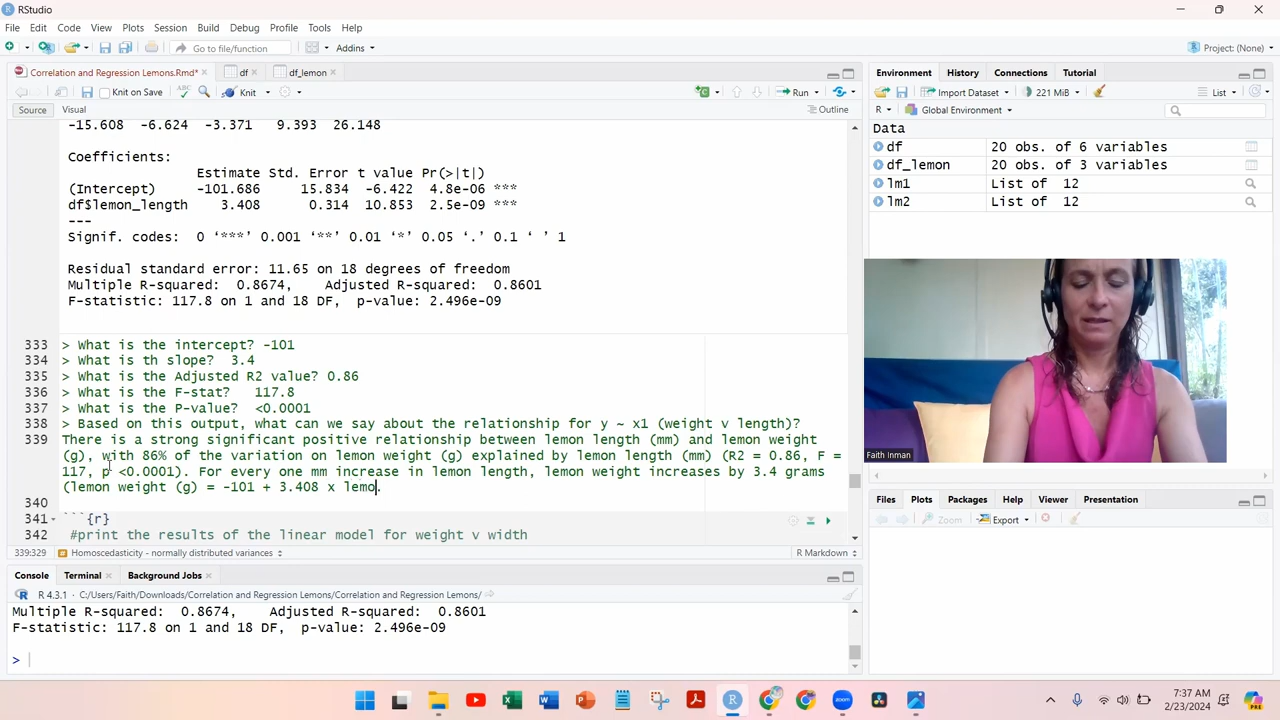 RStudio
File Edit Code View Plots Session Build Debug Profile Tools Help
Go to file/function Addins Project: (None)
Correlation and Regression Lemons.Rmd* df df_lemon
Knit on Save Knit Run
Source Visual Outline
-15.608 -6.624 -3.371 9.393 26.148
Coefficients:
Estimate Std. Error t value Pr(>|t|)
(Intercept) -101.686 15.834 -6.422 4.8e-06 ***
df$lemon_length 3.408 0.314 10.853 2.5e-09 ***
---
Signif. codes: 0 ‘***’ 0.001 ‘**’ 0.01 ‘*’ 0.05 ‘.’ 0.1 ‘ ’ 1
Residual standard error: 11.65 on 18 degrees of freedom
Multiple R-squared: 0.8674, Adjusted R-squared: 0.8601
F-statistic: 117.8 on 1 and 18 DF, p-value: 2.496e-09
333 > What is the intercept? -101
334 > What is th slope? 3.4
335 > What is the Adjusted R2 value? 0.86
336 > What is the F-stat? 117.8
337 > What is the P-value? <0.0001
338 > Based on this output, what can we say about the relationship for y ~ x1 (weight v length)?
339 There is a strong significant positive relationship between lemon length (mm) and lemon weight
(g), with 86% of the variation on lemon weight (g) explained by lemon length (mm) (R2 = 0.86, F =
117, p <0.0001). For every one mm increase in lemon length, lemon weight increases by 3.4 grams
(lemon weight (g) = -101 + 3.408 x lemo.
340
341 ```{r}
342 #print the results of the linear model for weight v width
339:329 Homoscedasticity - normally distributed variances R Markdown
Console Terminal Background Jobs
R 4.3.1 · C:/Users/Faith/Downloads/Correlation and Regression Lemons/Correlation and Regression Lemons/
Multiple R-squared: 0.8674, Adjusted R-squared: 0.8601
F-statistic: 117.8 on 1 and 18 DF, p-value: 2.496e-09
>
Environment History Connections Tutorial
Import Dataset 221 MiB List
R Global Environment
Data
df 20 obs. of 6 variables
df_lemon 20 obs. of 3 variables
lm1 List of 12
lm2 List of 12
Faith Inman
Files Plots Packages Help Viewer Presentation
Zoom Export
zoom
7:37 AM
2/23/2024
PRE